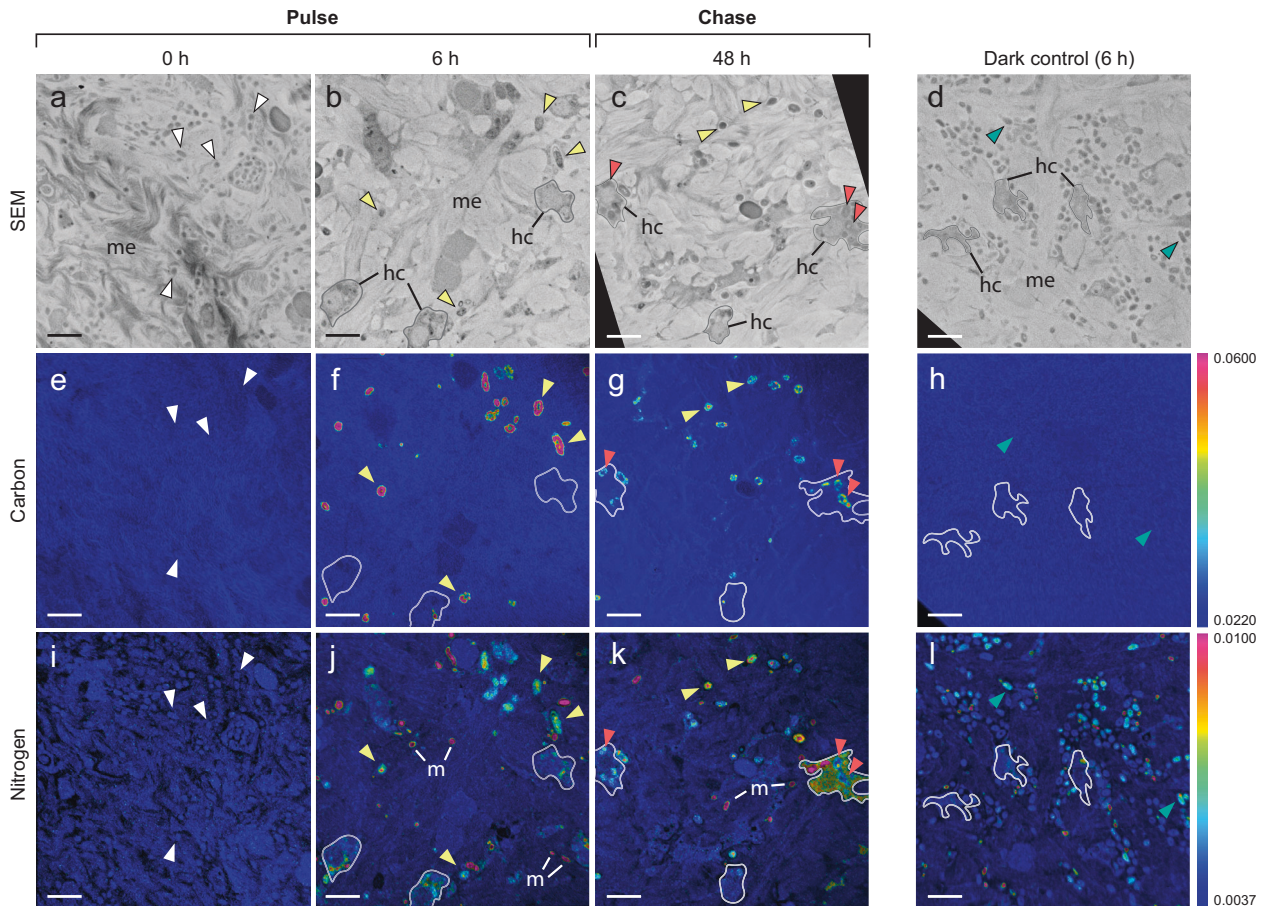 Pulse Chase
0 h 6 h 48 h Dark control (6 h)
SEM
a b c d
me
me
hc
hc
hc
hc
hc
hc
hc
me
Carbon
e f g h
0.0600
0.0220
Nitrogen
i j k l
m
m
m
0.0100
0.0037